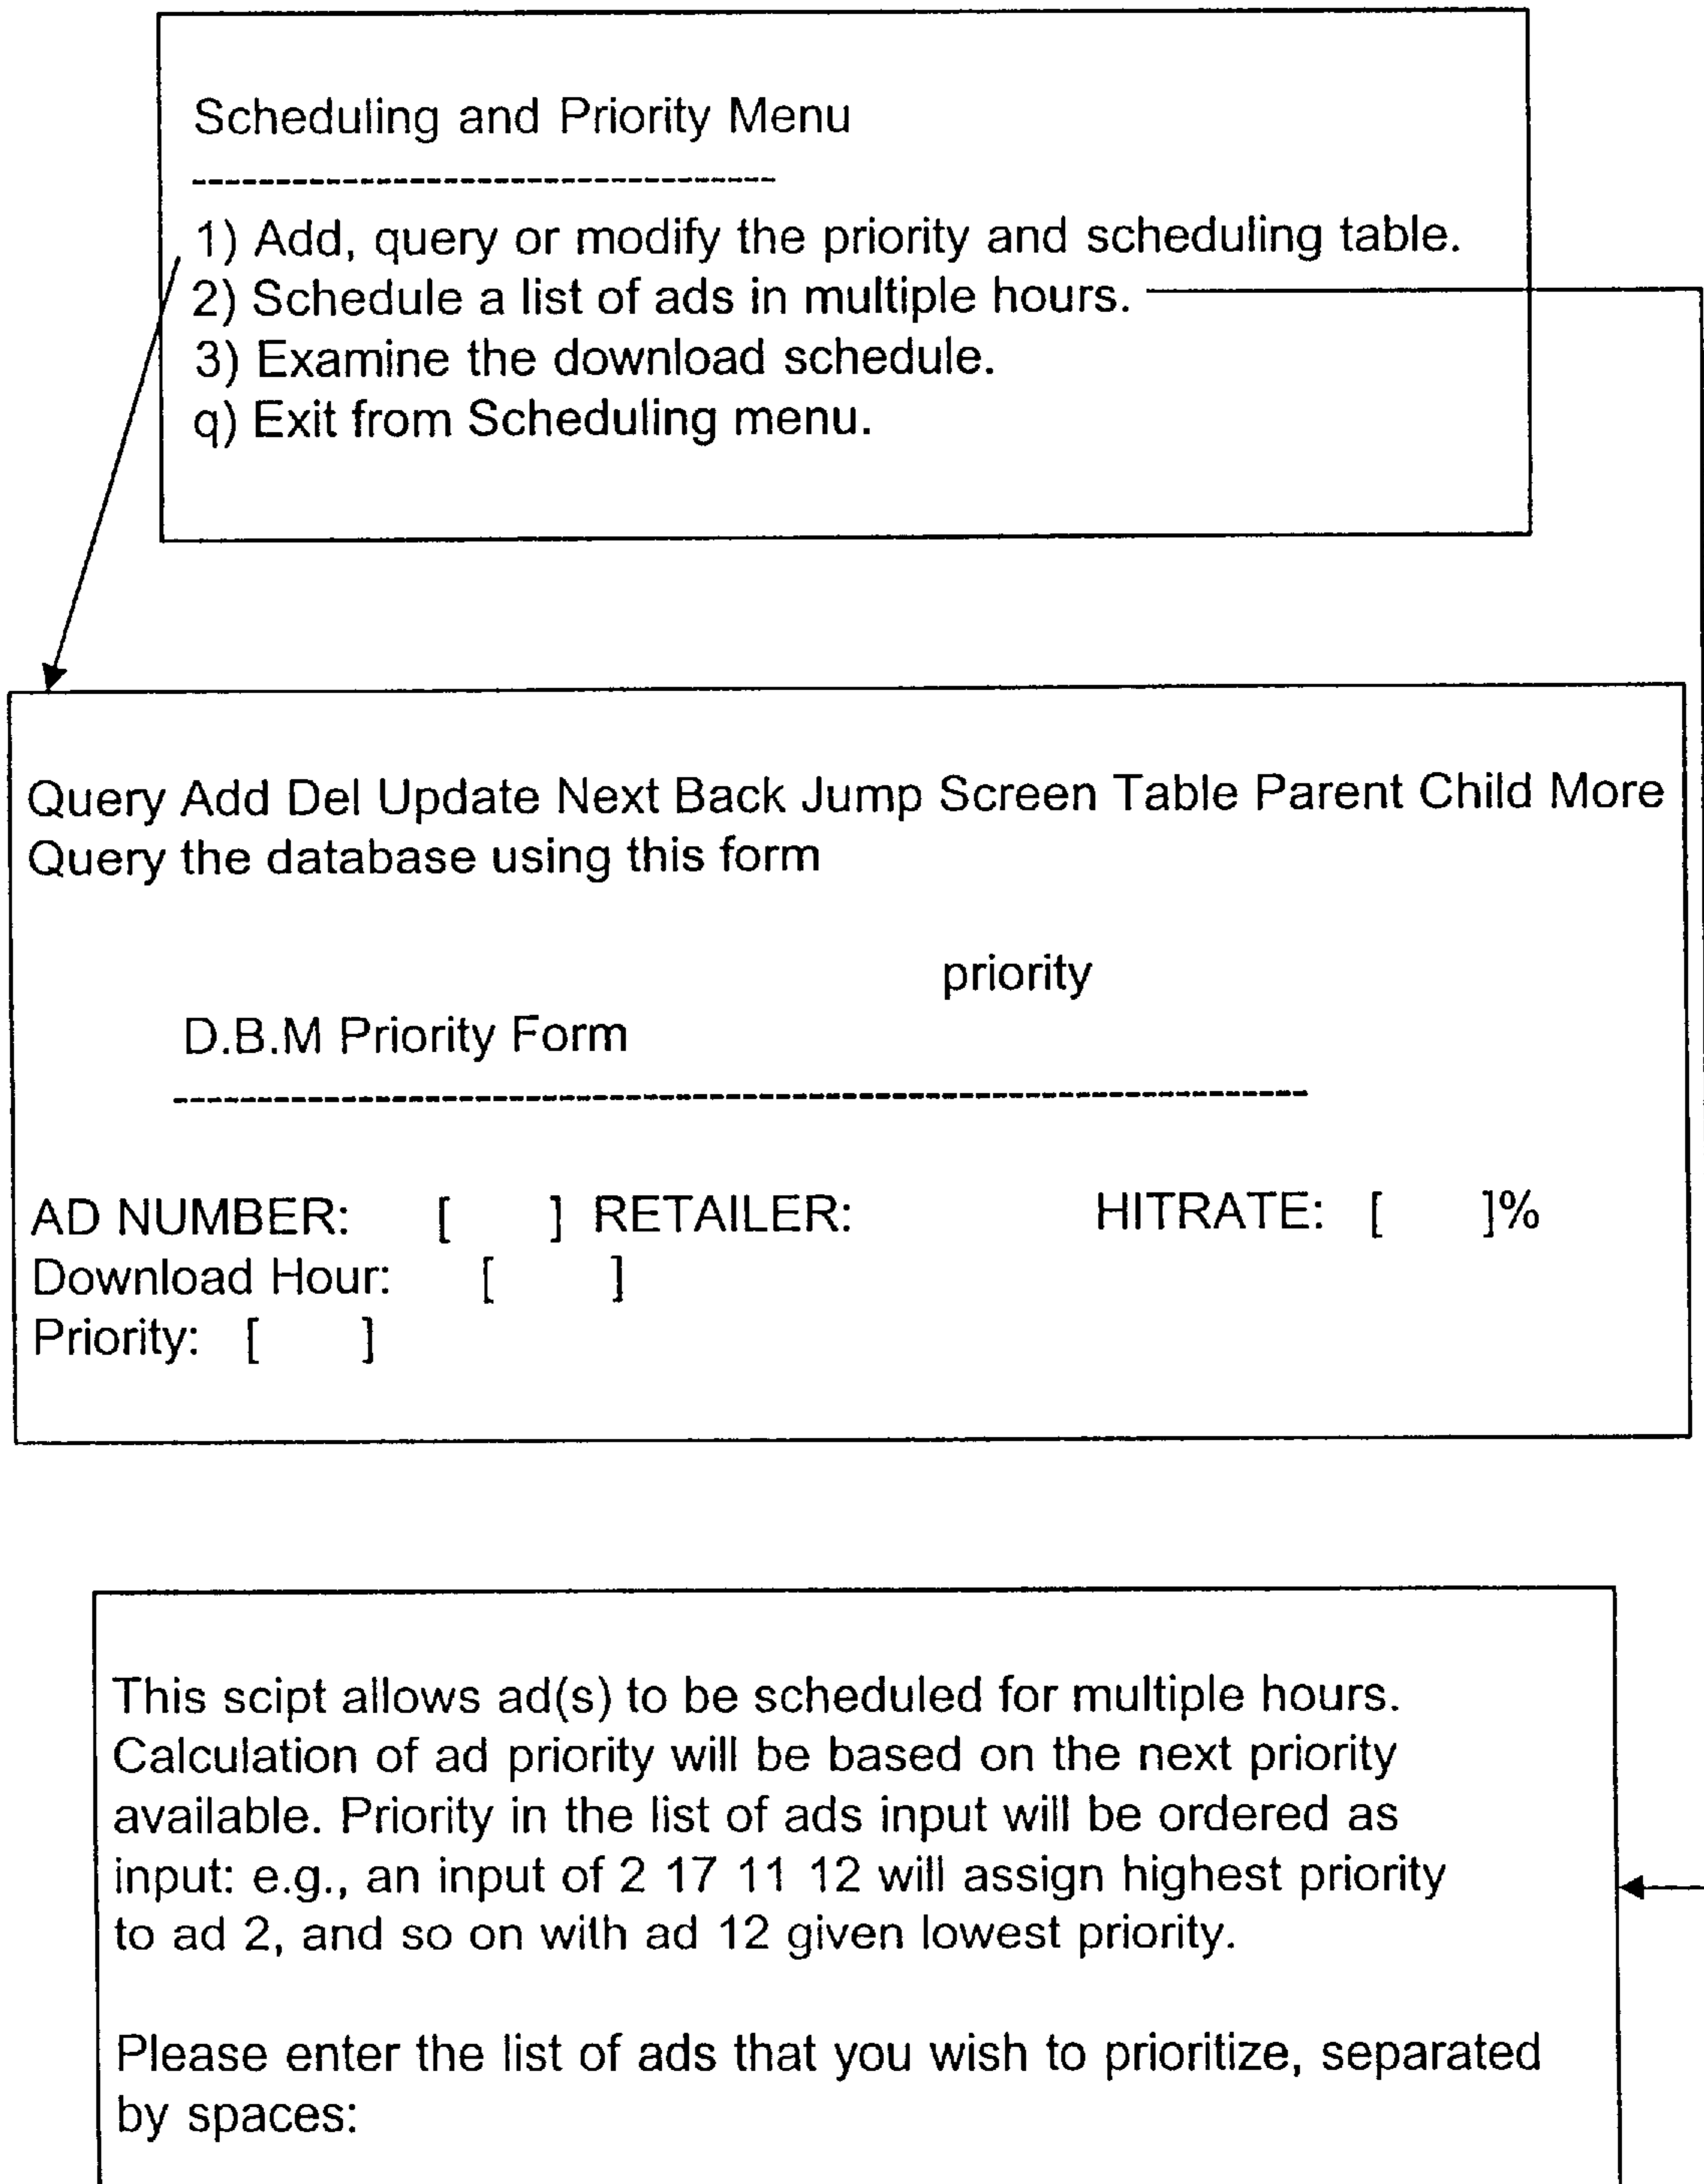 Scheduling and Priority Menu
-----------------------------------
1) Add, query or modify the priority and scheduling table.
2) Schedule a list of ads in multiple hours.
3) Examine the download schedule.
q) Exit from Scheduling menu.
Query Add Del Update Next Back Jump Screen Table Parent Child More
Query the database using this form
priority
D.B.M Priority Form
--------------------------------------------------------------------
AD NUMBER: [ ] RETAILER: HITRATE: [ ]%
Download Hour: [ ]
Priority: [ ]
This scipt allows ad(s) to be scheduled for multiple hours.
Calculation of ad priority will be based on the next priority
available. Priority in the list of ads input will be ordered as
input: e.g., an input of 2 17 11 12 will assign highest priority
to ad 2, and so on with ad 12 given lowest priority.
Please enter the list of ads that you wish to prioritize, separated
by spaces: